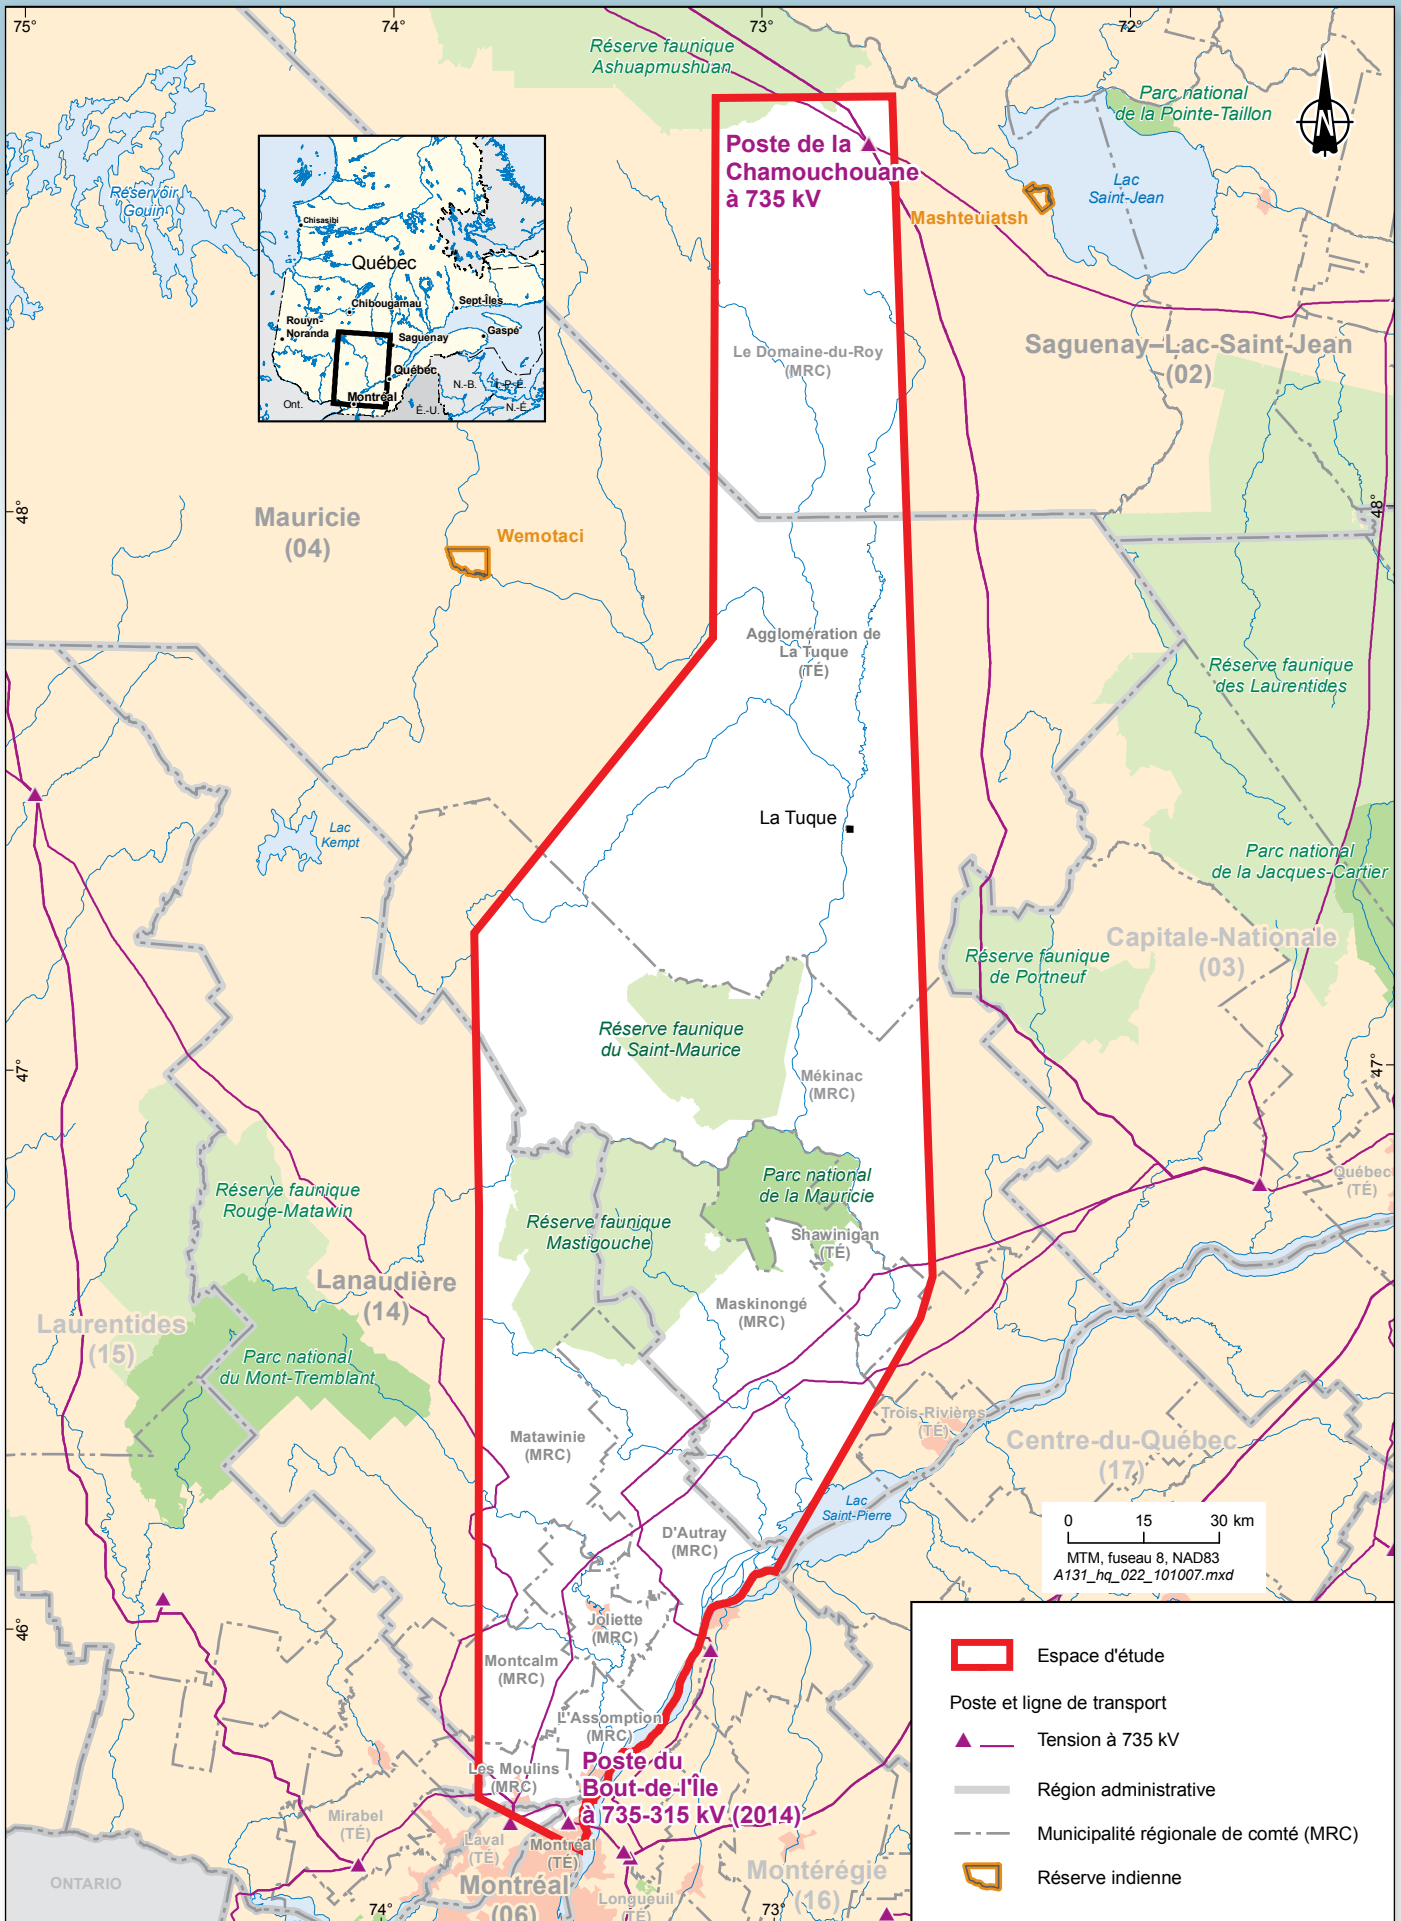 75°
74°
73°
72°
Réserve faunique
Ashuapmushuan
Parc national
de la Pointe-Taillon
N
Poste de la
Chamouchouane
à 735 kV
Lac
Saint-Jean
Mashteuiatsh
Réservoir
Gouin
Chisasibi
Québec
Chibougamau
Sept-Îles
Rouyn-
Noranda
Saguenay
Gaspé
Québec
N.-B.
Î.-P.-É.
Montréal
Ont.
É.-U.
N.-É.
Le Domaine-du-Roy
(MRC)
Saguenay–Lac-Saint-Jean
(02)
48°
48°
Mauricie
(04)
Wemotaci
Agglomération de
La Tuque
(TÉ)
Réserve faunique
des Laurentides
La Tuque
Lac
Kempt
Parc national
de la Jacques-Cartier
Capitale-Nationale
(03)
Réserve faunique
de Portneuf
Réserve faunique
du Saint-Maurice
47°
47°
Mékinac
(MRC)
Parc national
de la Mauricie
Québec
(TÉ)
Réserve faunique
Rouge-Matawin
Réserve faunique
Mastigouche
Shawinigan
(TÉ)
Lanaudière
(14)
Maskinongé
(MRC)
Laurentides
(15)
Parc national
du Mont-Tremblant
Trois-Rivières
(TÉ)
Matawinie
(MRC)
Centre-du-Québec
(17)
Lac
Saint-Pierre
D'Autray
(MRC)
0 15 30 km
MTM, fuseau 8, NAD83
A131_hq_022_101007.mxd
46°
Joliette
(MRC)
Montcalm
(MRC)
L'Assomption
(MRC)
Les Moulins
(MRC)
Poste du
Bout-de-l'Île
à 735-315 kV (2014)
Mirabel
(TÉ)
Laval
(TÉ)
Montréal
(TÉ)
ONTARIO
Montréal
(06)
Longueuil
(TÉ)
Montérégie
(16)
74°
73°
Espace d'étude
Poste et ligne de transport
Tension à 735 kV
Région administrative
Municipalité régionale de comté (MRC)
Réserve indienne